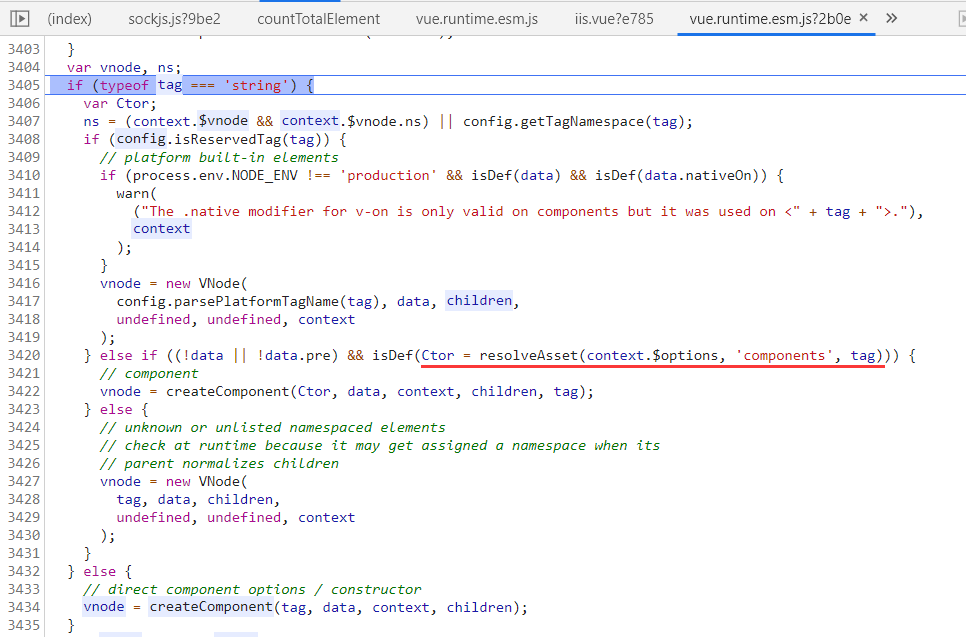 (index) sockjs.js?9be2 countTotalElement vue.runtime.esm.js iis.vue?e785 vue.runtime.esm.js?2b0e × »
3403 }
3404 var vnode, ns;
3405 if (typeof tag === 'string') {
3406 var Ctor;
3407 ns = (context.$vnode && context.$vnode.ns) || config.getTagNamespace(tag);
3408 if (config.isReservedTag(tag)) {
3409 // platform built-in elements
3410 if (process.env.NODE_ENV !== 'production' && isDef(data) && isDef(data.nativeOn)) {
3411 warn(
3412 ("The .native modifier for v-on is only valid on components but it was used on <" + tag + ">."),
3413 context
3414 );
3415 }
3416 vnode = new VNode(
3417 config.parsePlatformTagName(tag), data, children,
3418 undefined, undefined, context
3419 );
3420 } else if ((!data || !data.pre) && isDef(Ctor = resolveAsset(context.$options, 'components', tag))) {
3421 // component
3422 vnode = createComponent(Ctor, data, context, children, tag);
3423 } else {
3424 // unknown or unlisted namespaced elements
3425 // check at runtime because it may get assigned a namespace when its
3426 // parent normalizes children
3427 vnode = new VNode(
3428 tag, data, children,
3429 undefined, undefined, context
3430 );
3431 }
3432 } else {
3433 // direct component options / constructor
3434 vnode = createComponent(tag, data, context, children);
3435 }